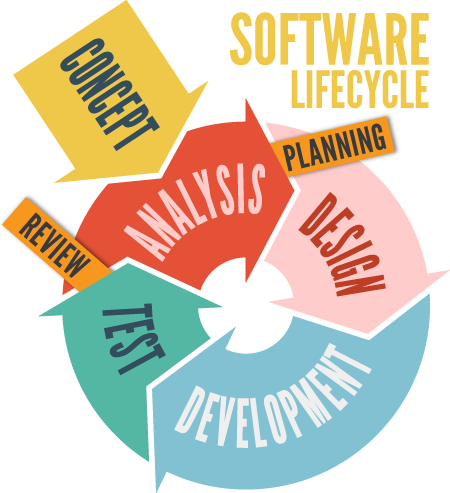 SOFTWARE
LIFECYCLE
CONCEPT
ANALYSIS
PLANNING
DESIGN
DEVELOPMENT
TEST
REVIEW